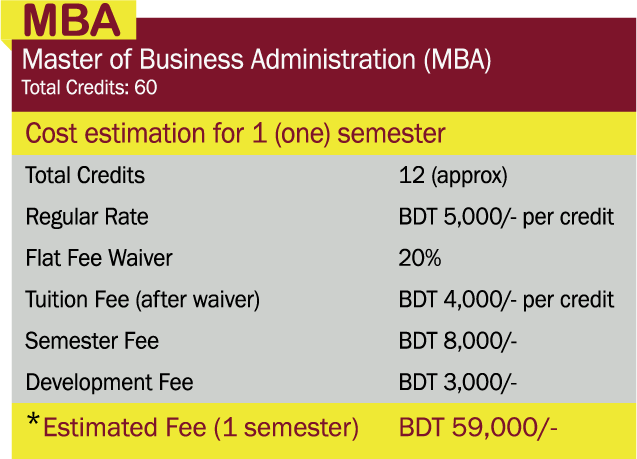 MBA
Master of Business Administration (MBA)
Total Credits: 60
Cost estimation for 1 (one) semester
Total Credits 12 (approx)
Regular Rate BDT 5,000/- per credit
Flat Fee Waiver 20%
Tuition Fee (after waiver) BDT 4,000/- per credit
Semester Fee BDT 8,000/-
Development Fee BDT 3,000/-
*Estimated Fee (1 semester) BDT 59,000/-